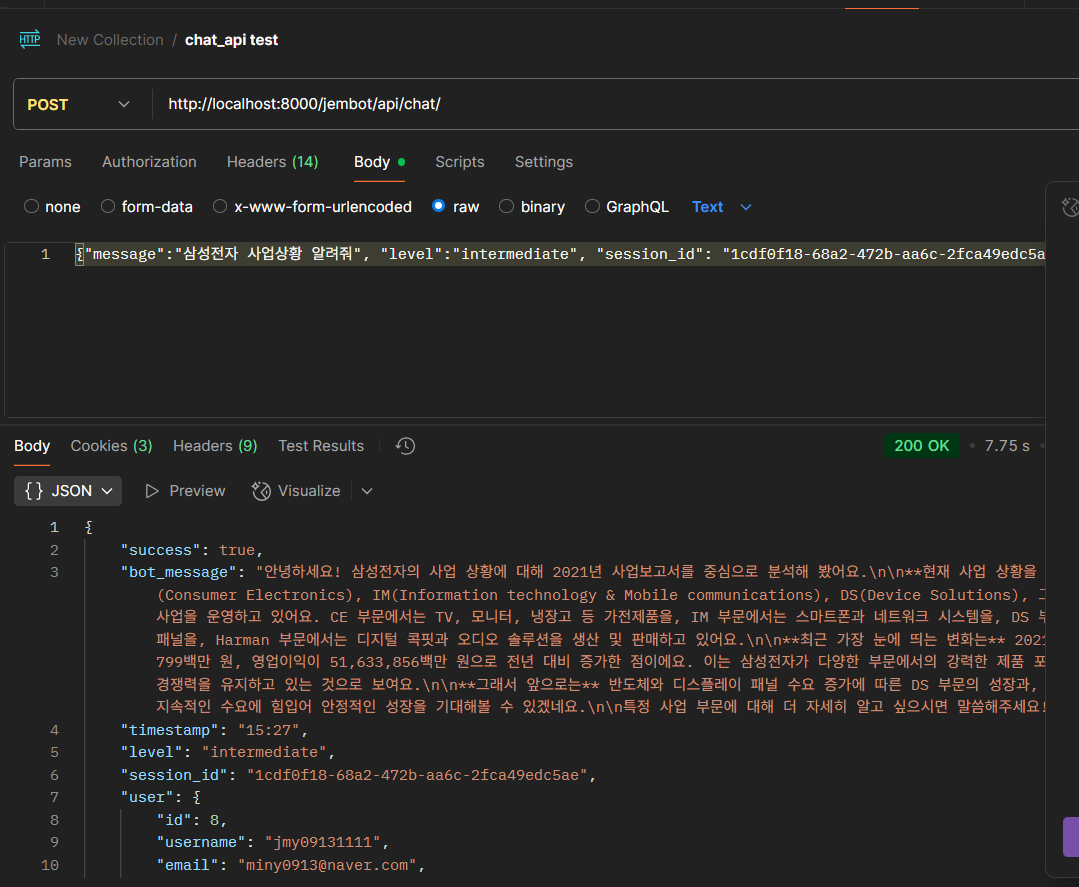 HTTP New Collection / chat_api test
POST http://localhost:8000/jembot/api/chat/
Params Authorization Headers (14) Body Scripts Settings
none form-data x-www-form-urlencoded raw binary GraphQL Text
1 {"message":"삼성전자 사업상황 알려줘", "level":"intermediate", "session_id": "1cdf0f18-68a2-472b-aa6c-2fca49edc5a
Body Cookies (3) Headers (9) Test Results 200 OK • 7.75 s •
{} JSON Preview Visualize
1 {
2 "success": true,
3 "bot_message": "안녕하세요! 삼성전자의 사업 상황에 대해 2021년 사업보고서를 중심으로 분석해 봤어요.\n\n**현재 사업 상황을
(Consumer Electronics), IM(Information technology & Mobile communications), DS(Device Solutions),
사업을 운영하고 있어요. CE 부문에서는 TV, 모니터, 냉장고 등 가전제품을, IM 부문에서는 스마트폰과 네트워크 시스템을, DS
패널을, Harman 부문에서는 디지털 콕핏과 오디오 솔루션을 생산 및 판매하고 있어요.\n\n**최근 가장 눈에 띄는 변화는** 2021
799백만 원, 영업이익이 51,633,856백만 원으로 전년 대비 증가한 점이에요. 이는 삼성전자가 다양한 부문에서의 강력한 제품 포
경쟁력을 유지하고 있는 것으로 보여요.\n\n**그래서 앞으로는** 반도체와 디스플레이 패널 수요 증가에 따른 DS 부문의 성장과,
지속적인 수요에 힘입어 안정적인 성장을 기대해볼 수 있겠네요.\n\n특정 사업 부문에 대해 더 자세히 알고 싶으시면 말씀해주세요!
4 "timestamp": "15:27",
5 "level": "intermediate",
6 "session_id": "1cdf0f18-68a2-472b-aa6c-2fca49edc5ae",
7 "user": {
8 "id": 8,
9 "username": "jmy09131111",
10 "email": "miny0913@naver.com",